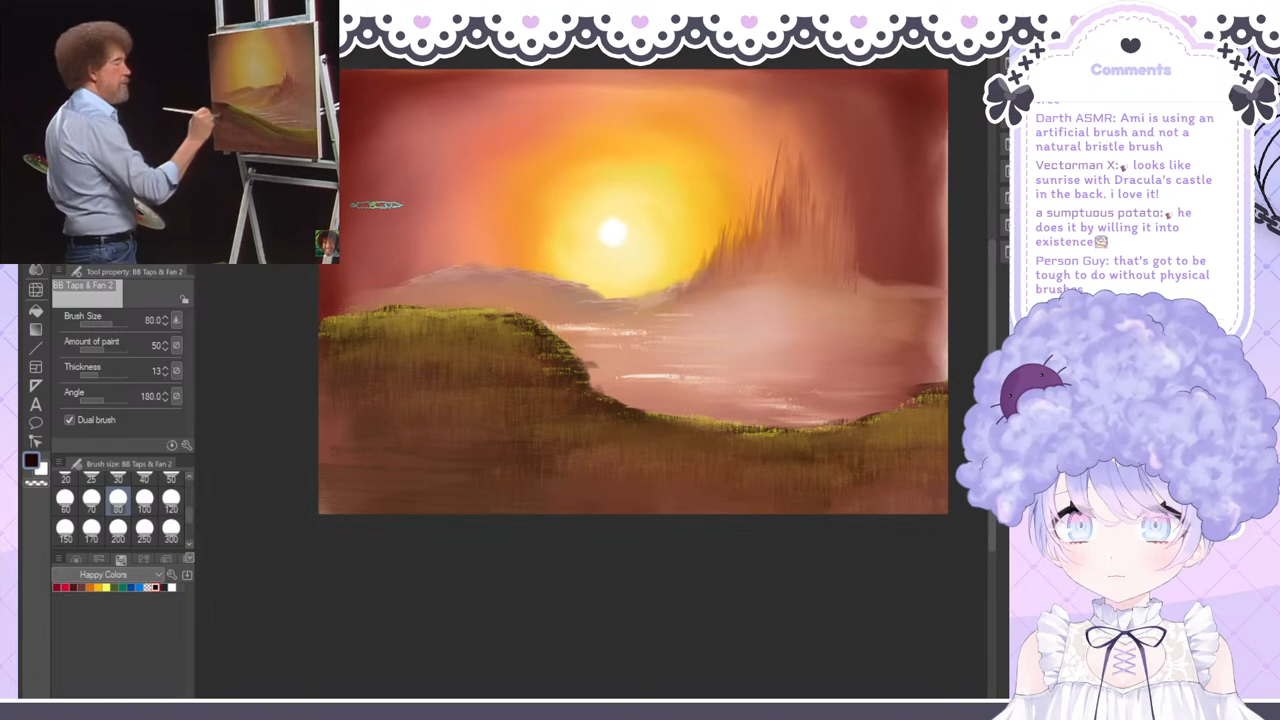 Comments
tree
Darth ASMR: Ami is using an
artificial brush and not a
natural bristle brush
Vectorman X: looks like
sunrise with Dracula's castle
in the back. i love it!
a sumptuous potato: he
does it by willing it into
existence
Person Guy: that's got to be
tough to do without physical
brushes
Tool property: BB Taps & Fan 2
BB Taps & Fan 2
Brush Size 80.0
Amount of paint 50
Thickness 13
Angle 180.0
Dual brush
Brush size: BB Taps & Fan 2
20 25 30 40 50
60 70 80 100 120
150 170 200 250 300
Happy Colors